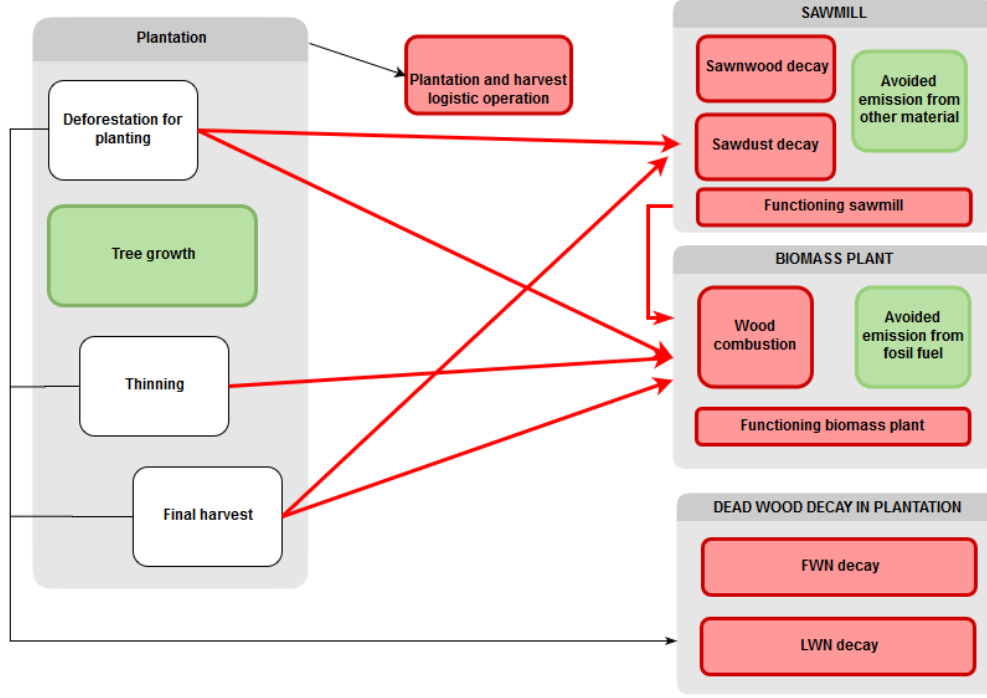 Plantation
Deforestation for
planting
Tree growth
Thinning
Final harvest
Plantation and harvest
logistic operation
SAWMILL
Sawnwood decay
Sawdust decay
Avoided
emission from
other material
Functioning sawmill
BIOMASS PLANT
Wood
combustion
Avoided
emission from
fosil fuel
Functioning biomass plant
DEAD WOOD DECAY IN PLANTATION
FWN decay
LWN decay